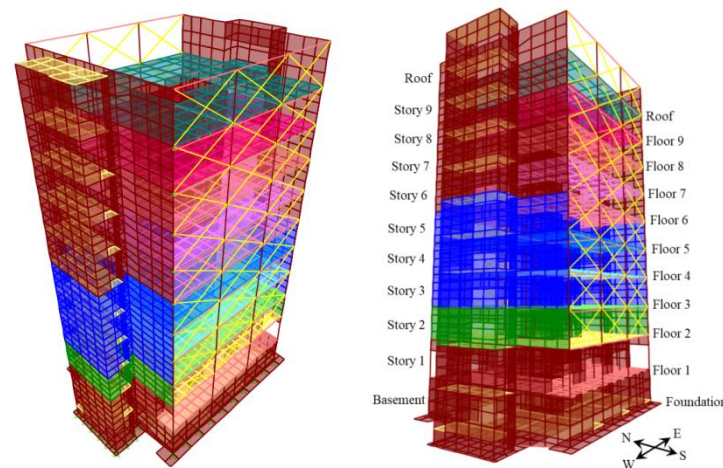 Roof
Story 9
Story 8
Story 7
Story 6
Story 5
Story 4
Story 3
Story 2
Story 1
Basement
Roof
Floor 9
Floor 8
Floor 7
Floor 6
Floor 5
Floor 4
Floor 3
Floor 2
Floor 1
Foundation
N
E
W
S